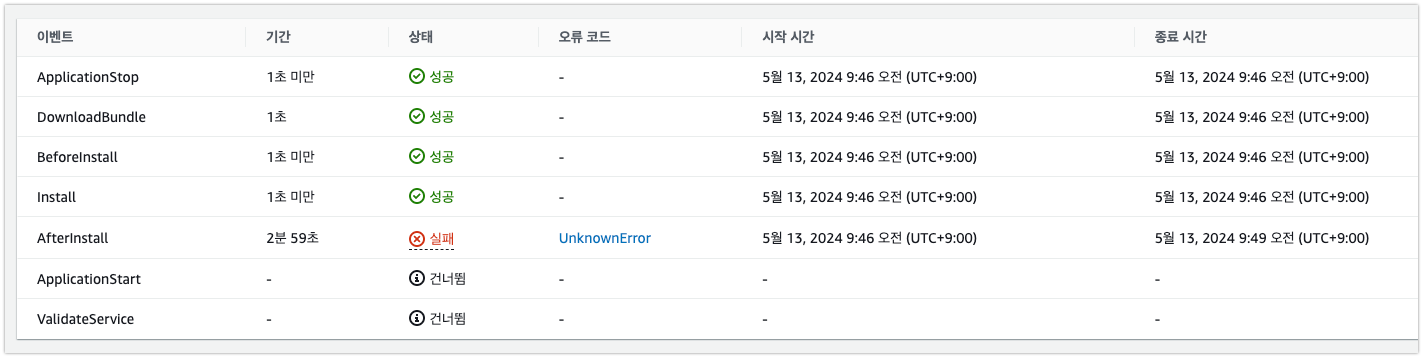 이벤트 기간 상태 오류 코드 시작 시간 종료 시간
ApplicationStop 1초 미만 성공 - 5월 13, 2024 9:46 오전 (UTC+9:00) 5월 13, 2024 9:46 오전 (UTC+9:00)
DownloadBundle 1초 성공 - 5월 13, 2024 9:46 오전 (UTC+9:00) 5월 13, 2024 9:46 오전 (UTC+9:00)
BeforeInstall 1초 미만 성공 - 5월 13, 2024 9:46 오전 (UTC+9:00) 5월 13, 2024 9:46 오전 (UTC+9:00)
Install 1초 미만 성공 - 5월 13, 2024 9:46 오전 (UTC+9:00) 5월 13, 2024 9:46 오전 (UTC+9:00)
AfterInstall 2분 59초 실패 UnknownError 5월 13, 2024 9:46 오전 (UTC+9:00) 5월 13, 2024 9:49 오전 (UTC+9:00)
ApplicationStart - 건너뜀 - - -
ValidateService - 건너뜀 - - -